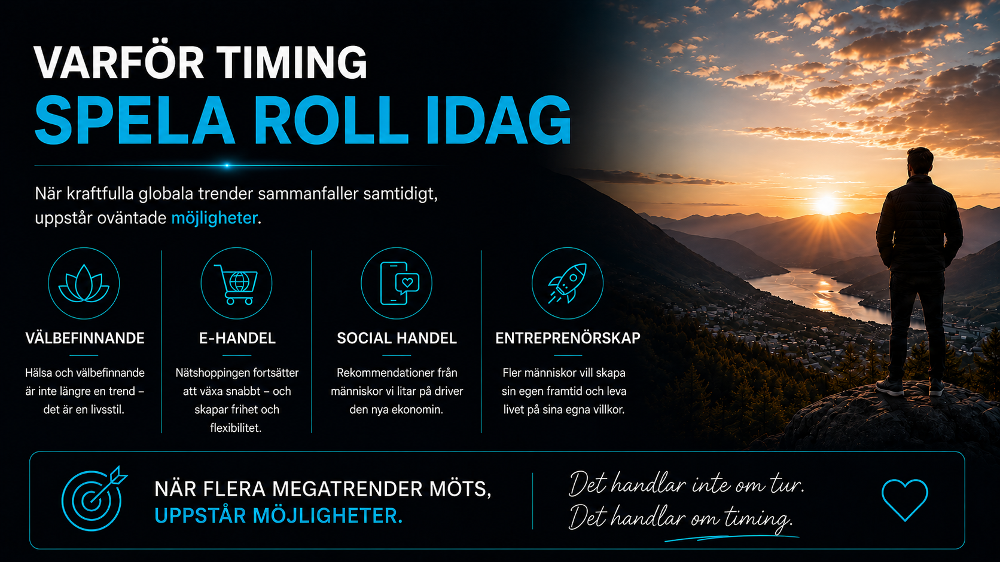 VARFÖR TIMING
SPELA ROLL IDAG
När kraftfulla globala trender sammanfaller samtidigt,
uppstår oväntade möjligheter.
VÄLBEFINNANDE
Hälsa och välbefinnande
är inte längre en trend –
det är en livsstil.
E-HANDEL
Nätshoppingen fortsätter
att växa snabbt – och
skapar frihet och
flexibilitet.
SOCIAL HANDEL
Rekommendationer från
människor vi litar på driver
den nya ekonomin.
ENTREPRENÖRSKAP
Fler människor vill skapa
sin egen framtid och leva
livet på sina egna villkor.
NÄR FLERA MEGATRENDER MÖTS,
UPPSTÅR MÖJLIGHETER.
Det handlar inte om tur.
Det handlar om timing.